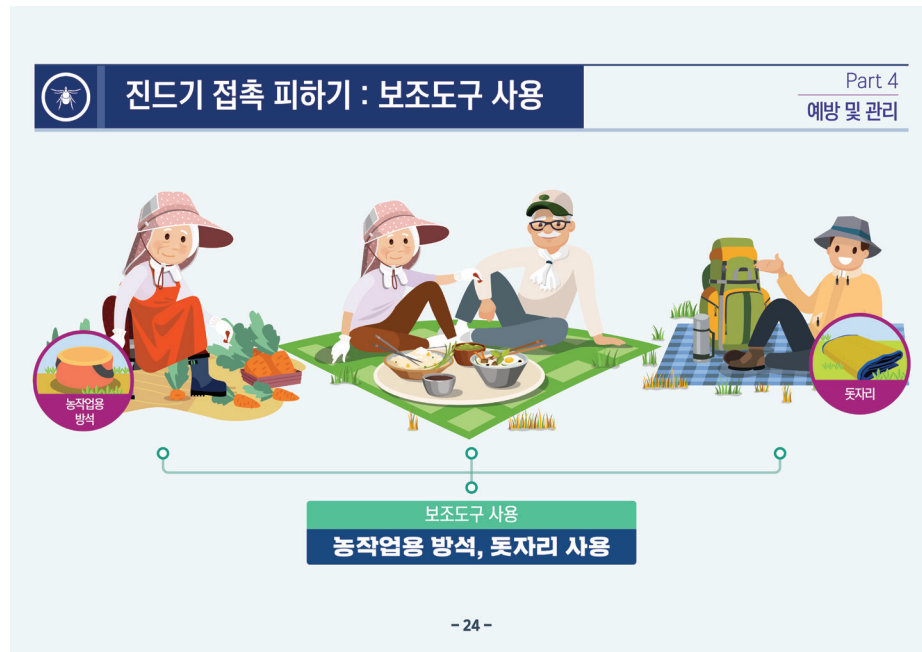 진드기 접촉 피하기 : 보조도구 사용
Part 4
예방 및 관리
농작업용
방석
돗자리
보조도구 사용
농작업용 방석, 돗자리 사용
- 24 -